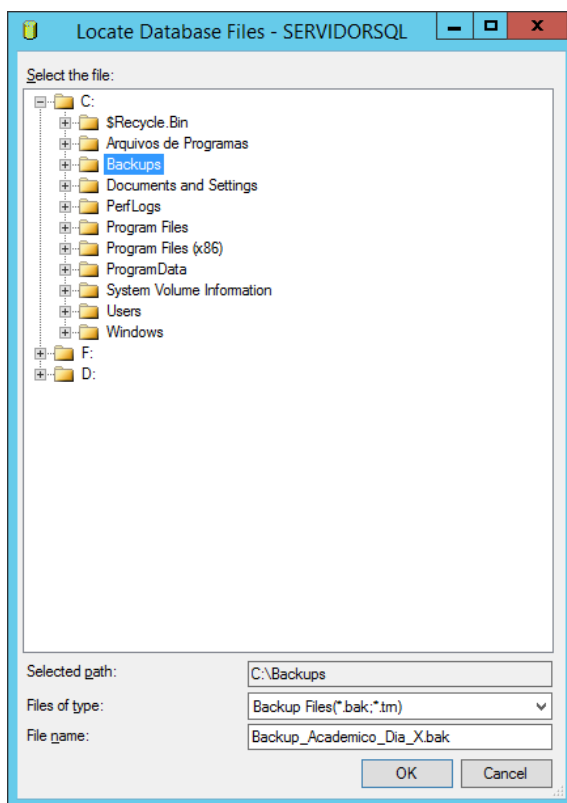 Locate Database Files - SERVIDORSQL
Select the file:
C:
$Recycle.Bin
Arquivos de Programas
Backups
Documents and Settings
PerfLogs
Program Files
Program Files (x86)
ProgramData
System Volume Information
Users
Windows
F:
D:
Selected path: C:\Backups
Files of type: Backup Files(*.bak;*.trn)
File name: Backup_Academico_Dia_X.bak
OK Cancel